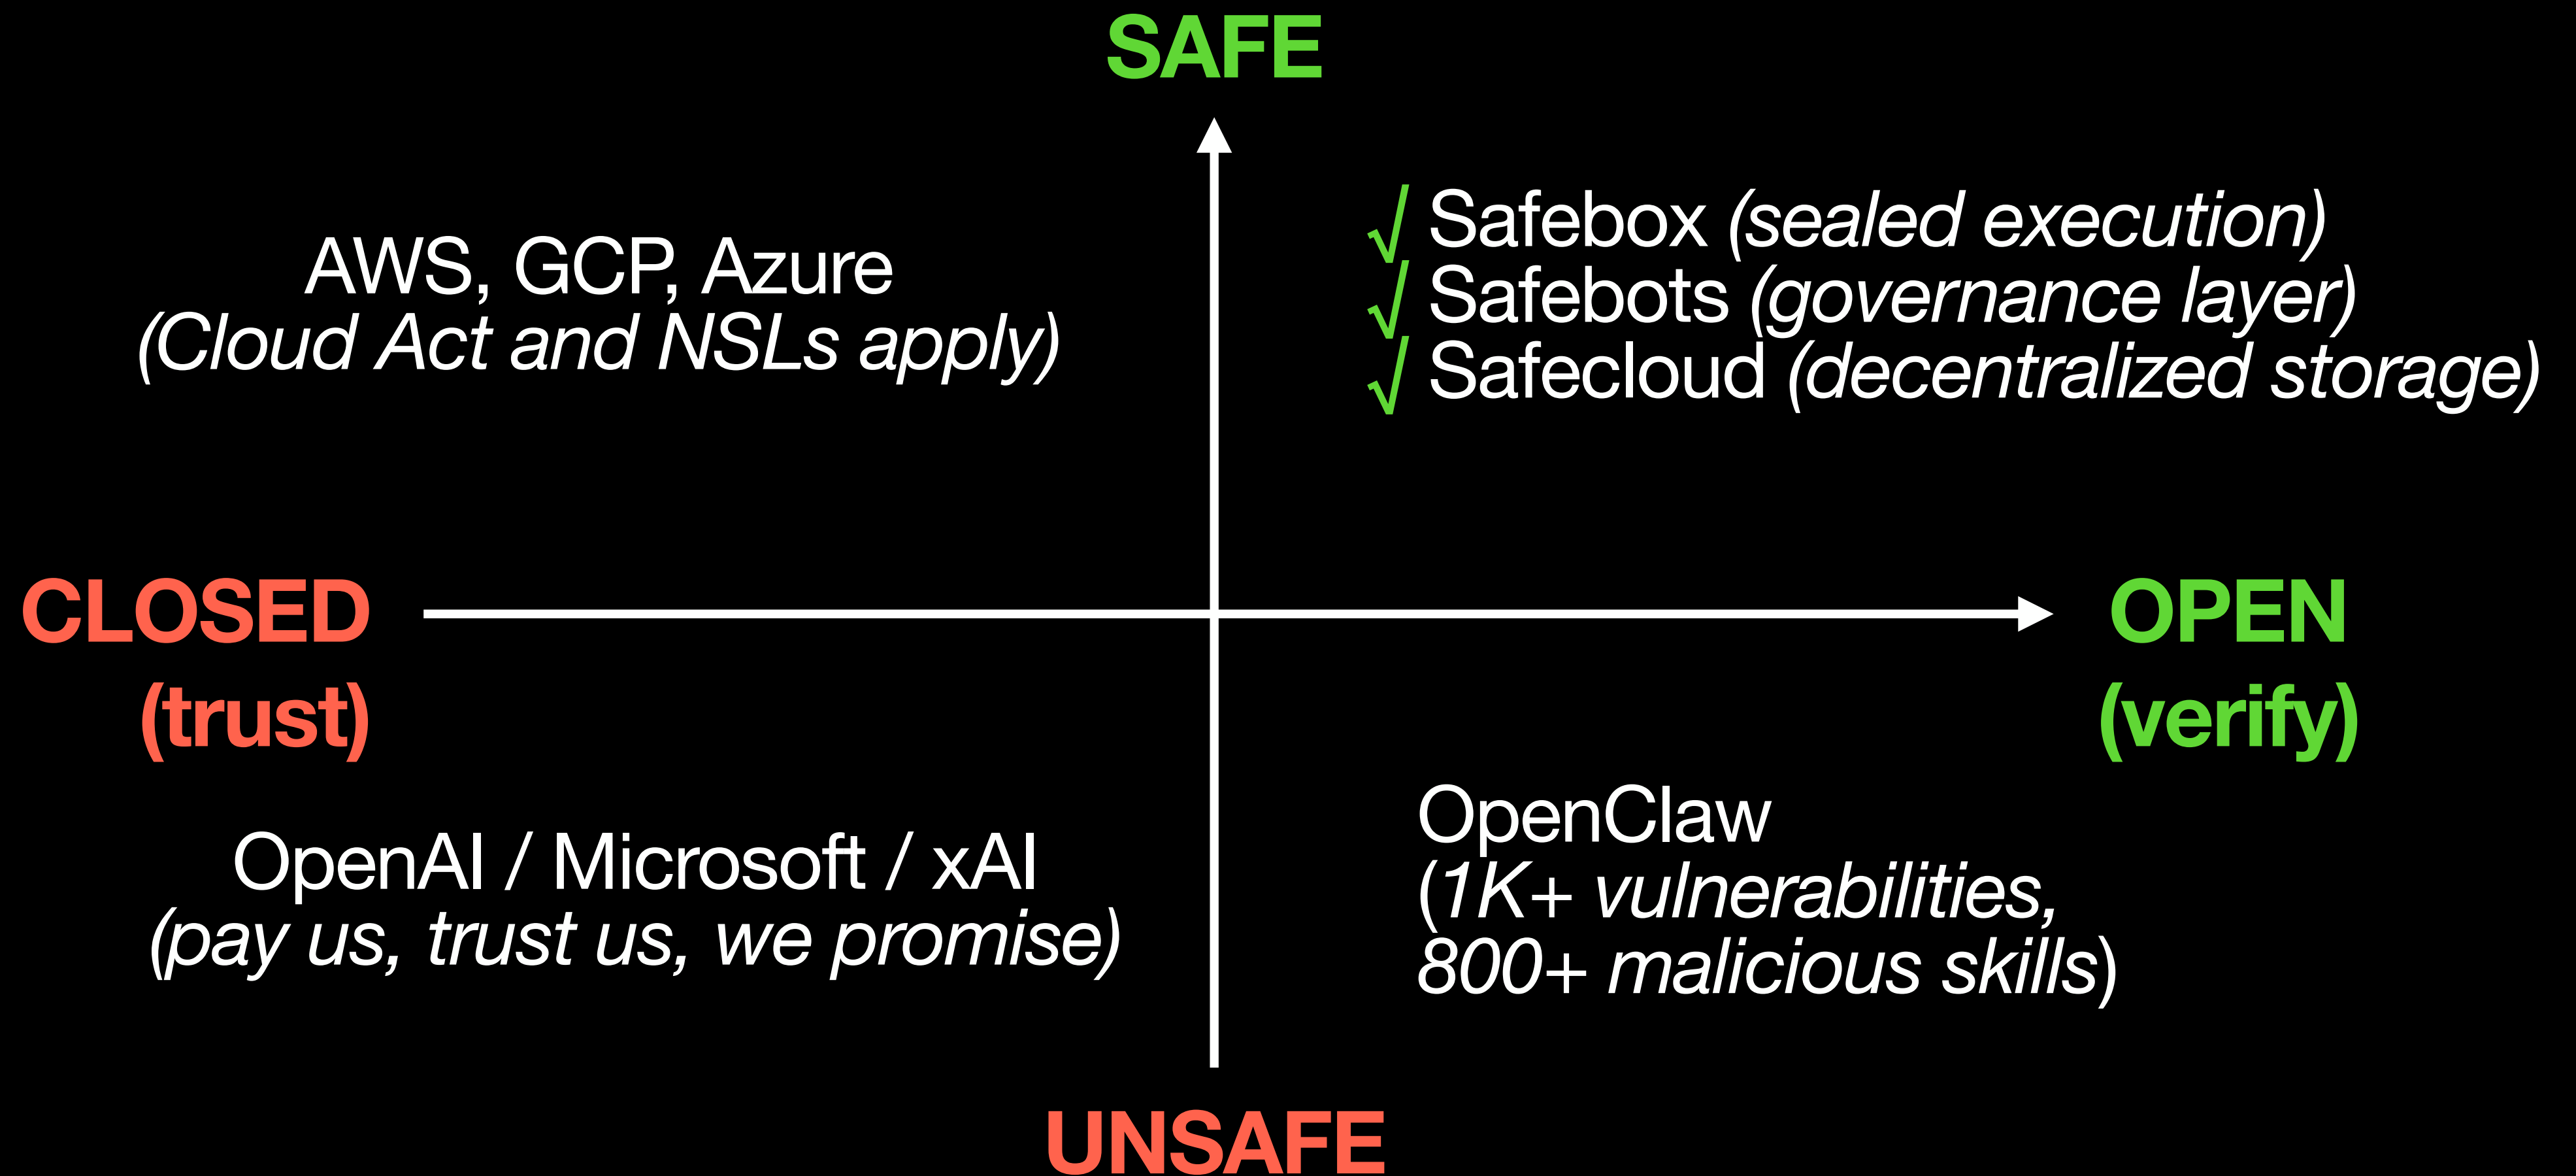 SAFE
AWS, GCP, Azure
(Cloud Act and NSLs apply)
√ Safebox (sealed execution)
√ Safebots (governance layer)
√ Safecloud (decentralized storage)
CLOSED
(trust)
OPEN
(verify)
OpenAI / Microsoft / xAI
(pay us, trust us, we promise)
OpenClaw
(1K+ vulnerabilities,
800+ malicious skills)
UNSAFE